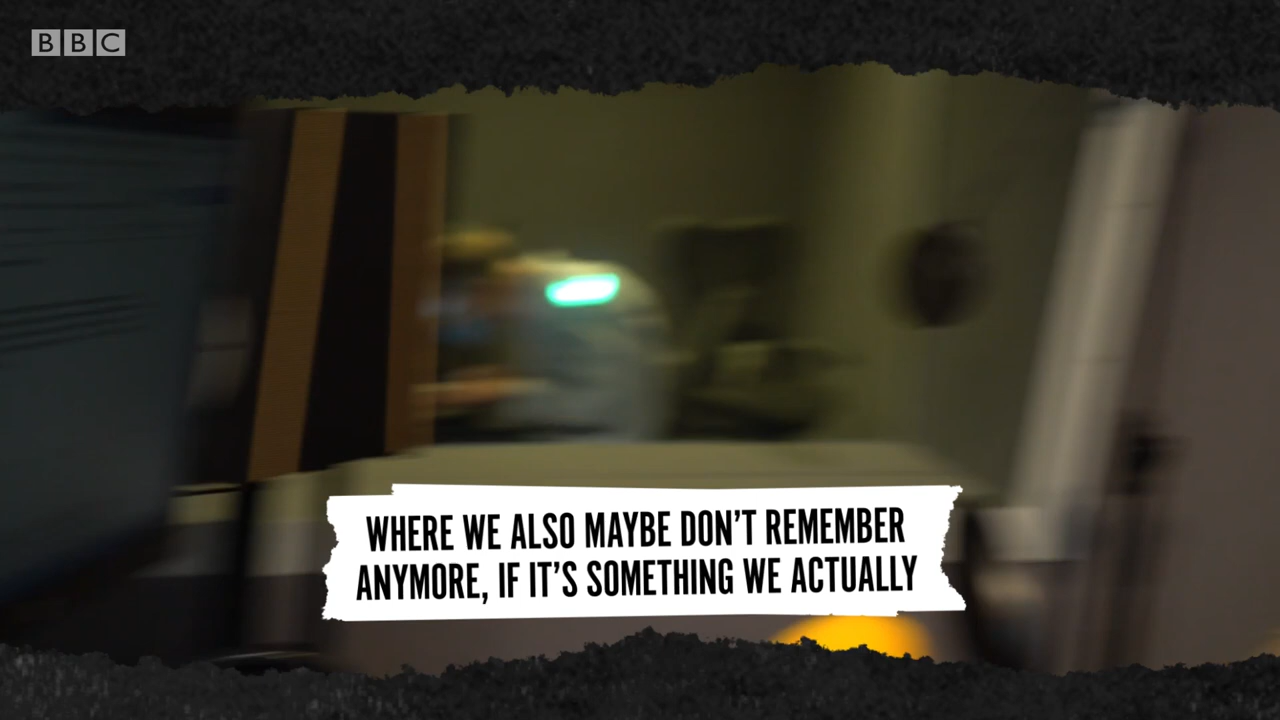 BBC
WHERE WE ALSO MAYBE DON'T REMEMBER
ANYMORE, IF IT'S SOMETHING WE ACTUALLY